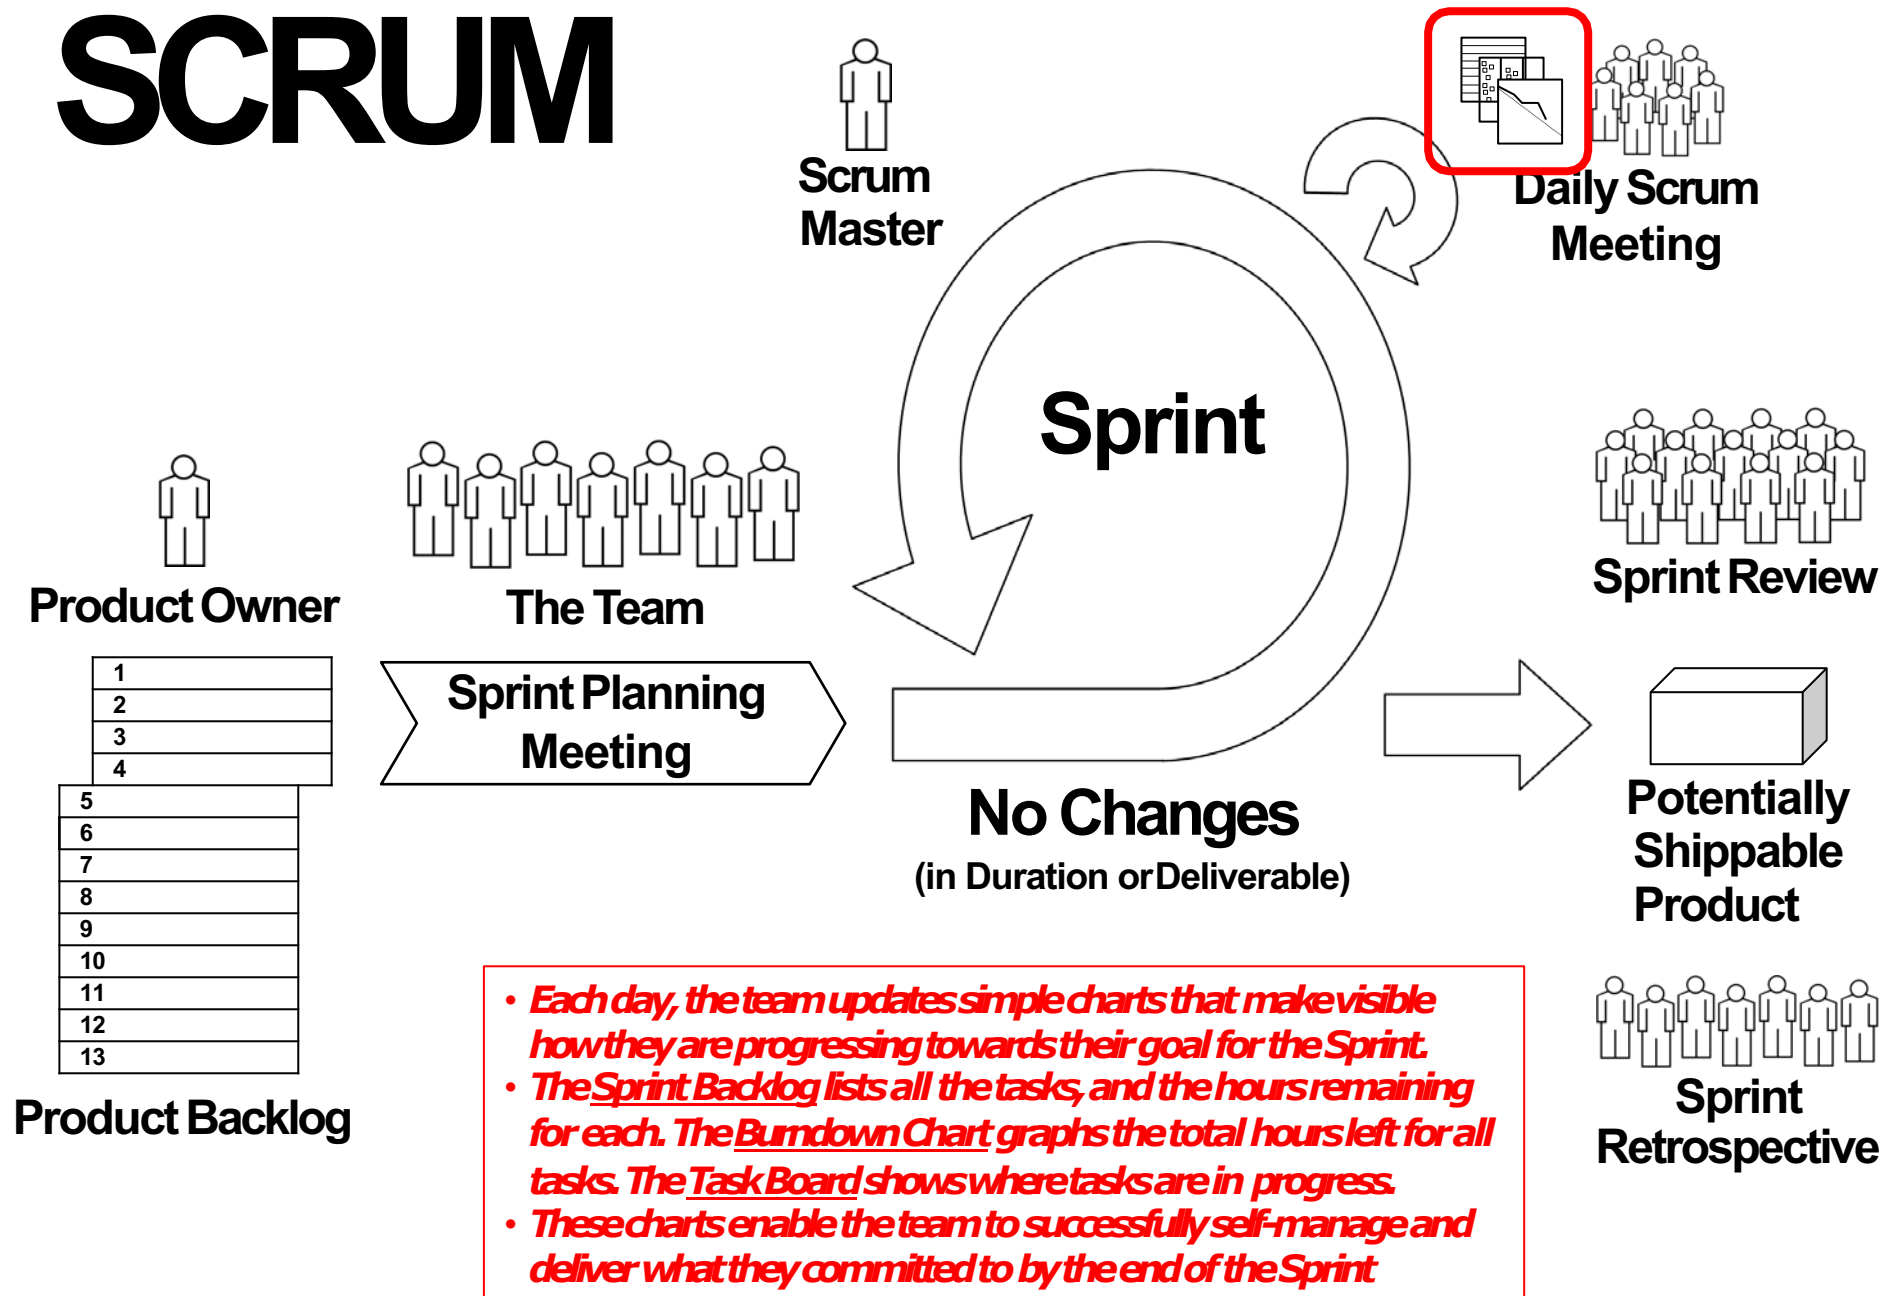 SCRUM
Scrum
Master
Daily Scrum
Meeting
Sprint
Product Owner
The Team
Sprint Review
1
2
3
4
5
6
7
8
9
10
11
12
13
Sprint Planning
Meeting
No Changes
(in Duration or Deliverable)
Potentially
Shippable
Product
Product Backlog
Sprint
Retrospective
• Each day, the team updates simple charts that make visible
how they are progressing towards their goal for the Sprint.
• The Sprint Backlog lists all the tasks, and the hours remaining
for each. The Burndown Chart graphs the total hours left for all
tasks. The Task Board shows where tasks are in progress.
• These charts enable the team to successfully self-manage and
deliver what they committed to by the end of the Sprint